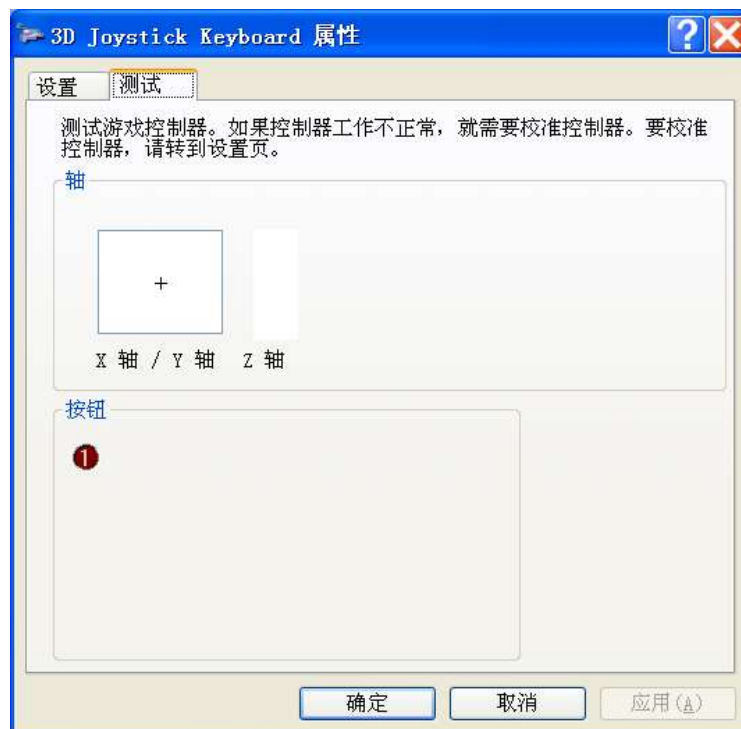 3D Joystick Keyboard 属性
设置
测试
测试游戏控制器。如果控制器工作不正常，就需要校准控制器。要校准
控制器，请转到设置页。
轴
X 轴 / Y 轴
Z 轴
按钮
1
确定
取消
应用(A)